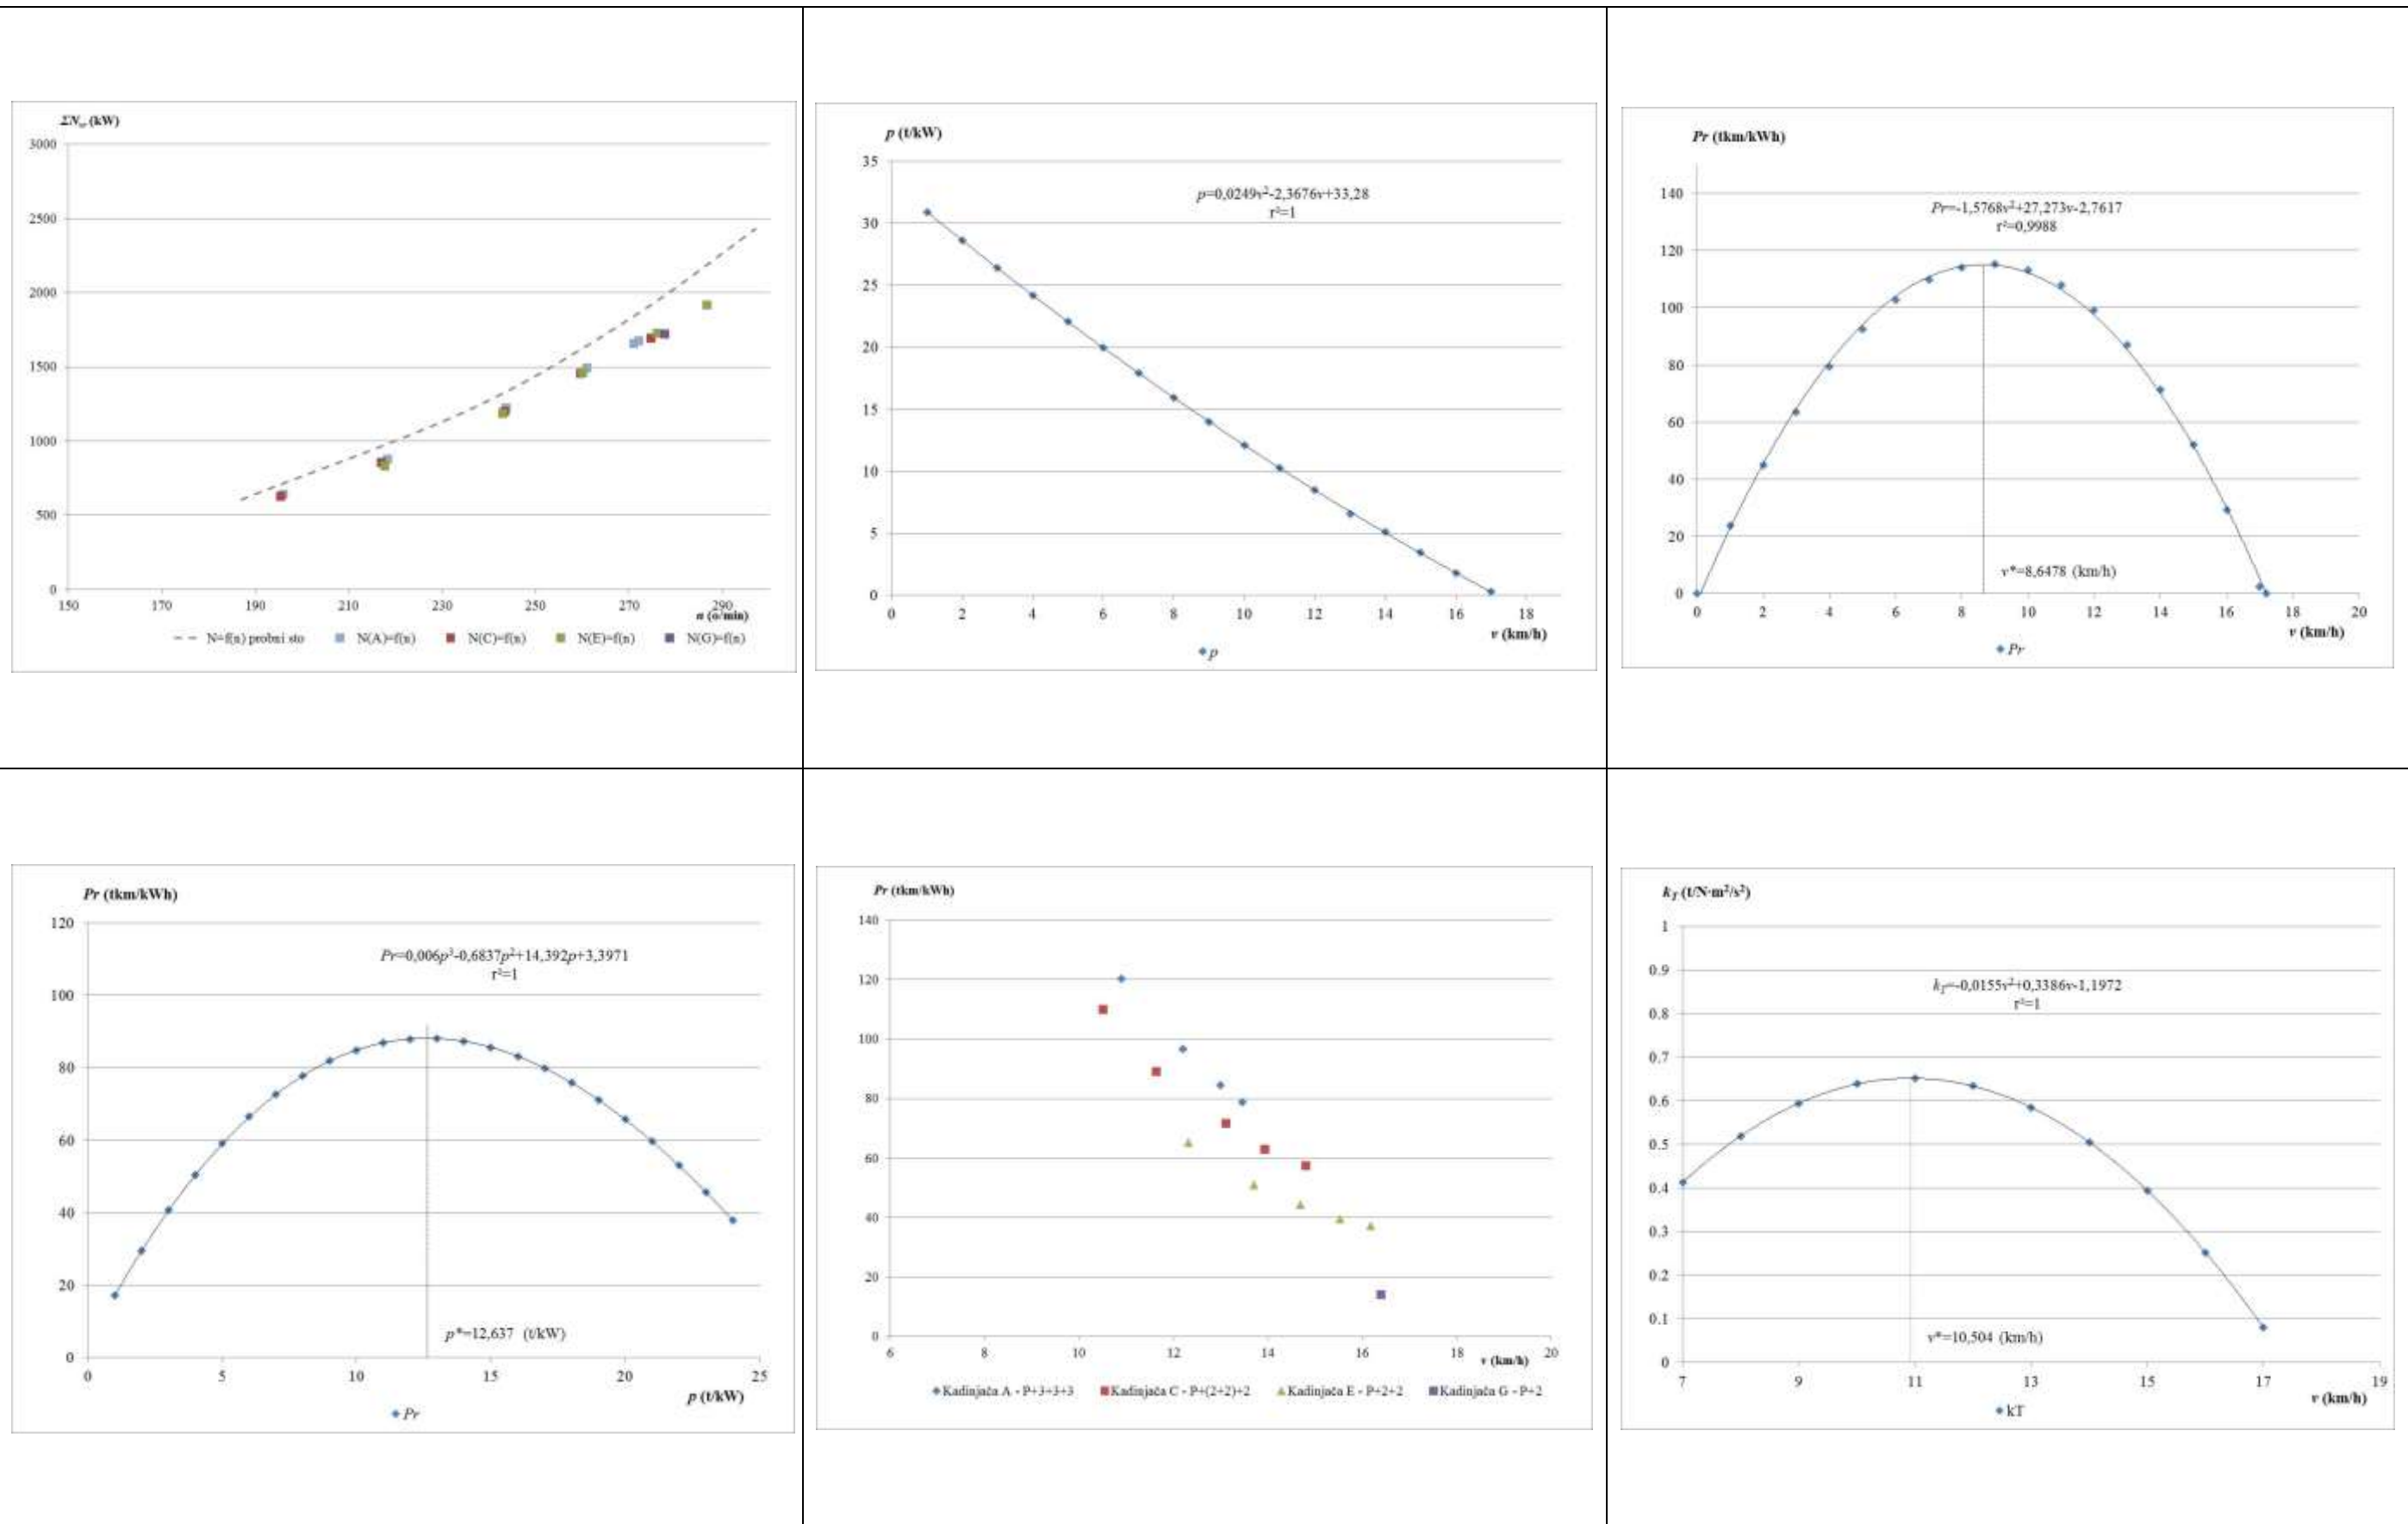 ΣNₑᵣ (kW)
3000
2500
2000
1500
1000
500
0
150 170 190 210 230 250 270 290
n (o/min)
N=f(n) probni sto N(A)=f(n) N(C)=f(n) N(E)=f(n) N(G)=f(n)
p (t/kW)
35
30
25
20
15
10
5
0
p=0,0249v²-2,3676v+33,28
r²=1
0 2 4 6 8 10 12 14 16 18
v (km/h)
p
Pr (tkm/kWh)
140
120
100
80
60
40
20
0
Pr=-1,5768v²+27,273v-2,7617
r²=0,9988
v*=8,6478 (km/h)
0 2 4 6 8 10 12 14 16 18 20
v (km/h)
Pr
Pr (tkm/kWh)
120
100
80
60
40
20
0
Pr=0,006p³-0,6837p²+14,392p+3,3971
r²=1
p*=12,637 (t/kW)
0 5 10 15 20 25
p (t/kW)
Pr
Pr (tkm/kWh)
140
120
100
80
60
40
20
0
6 8 10 12 14 16 18 20
v (km/h)
Kadinjača A - P+3+3+3 Kadinjača C - P+(2+2)+2 Kadinjača E - P+2+2 Kadinjača G - P+2
k_T (t/N·m²/s²)
1
0.9
0.8
0.7
0.6
0.5
0.4
0.3
0.2
0.1
0
k_T=-0,0155v²+0,3386v-1,1972
r²=1
v*=10,504 (km/h)
7 9 11 13 15 17 19
v (km/h)
kT